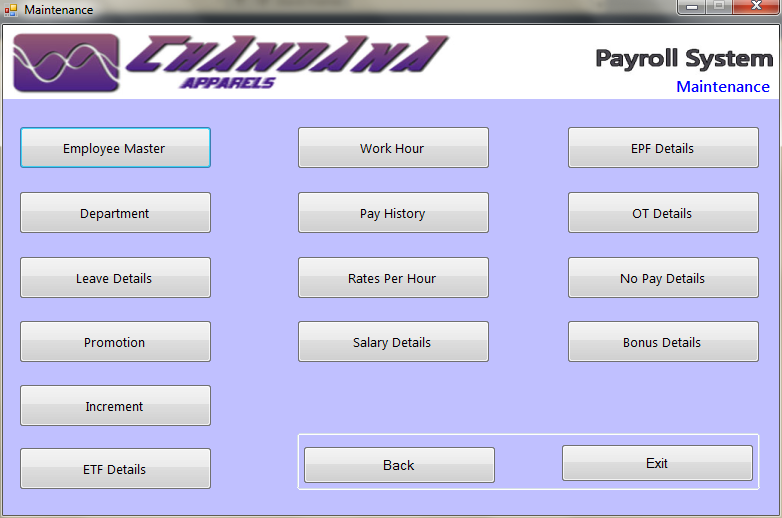 Maintenance
CHANDANA
APPARELS
Payroll System
Maintenance
Employee Master
Work Hour
EPF Details
Department
Pay History
OT Details
Leave Details
Rates Per Hour
No Pay Details
Promotion
Salary Details
Bonus Details
Increment
ETF Details
Back
Exit